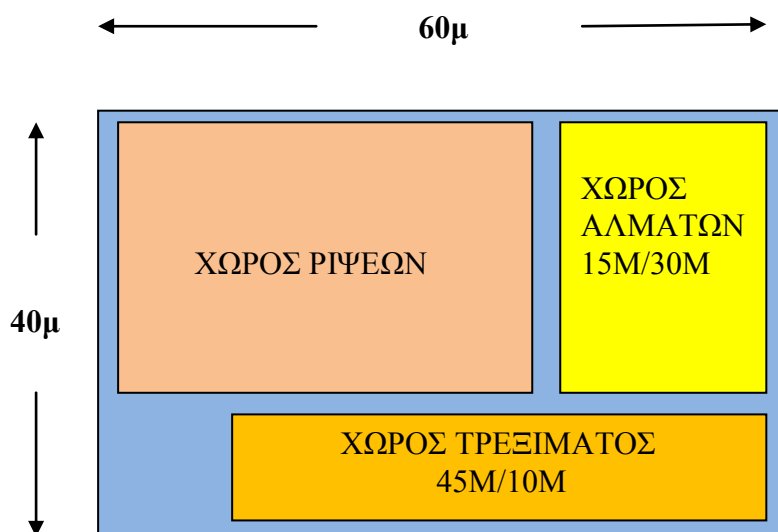 60μ
ΧΩΡΟΣ
ΑΛΜΑΤΩΝ
15Μ/30Μ
ΧΩΡΟΣ ΡΙΨΕΩΝ
40μ
ΧΩΡΟΣ ΤΡΕΞΙΜΑΤΟΣ
45Μ/10Μ